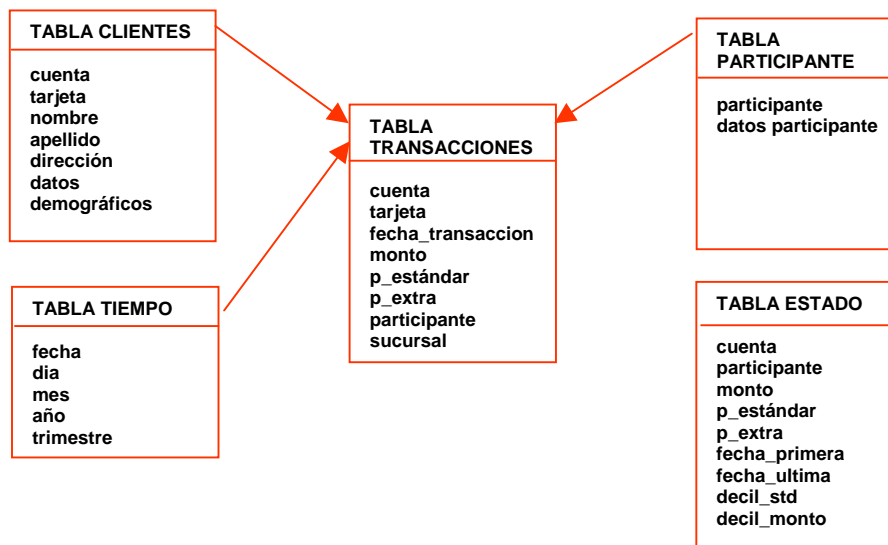 TABLA CLIENTES
cuenta
tarjeta
nombre
apellido
dirección
datos
demográficos
TABLA
PARTICIPANTE
participante
datos participante
TABLA
TRANSACCIONES
cuenta
tarjeta
fecha_transaccion
monto
p_estándar
p_extra
participante
sucursal
TABLA TIEMPO
fecha
dia
mes
año
trimestre
TABLA ESTADO
cuenta
participante
monto
p_estándar
p_extra
fecha_primera
fecha_ultima
decil_std
decil_monto